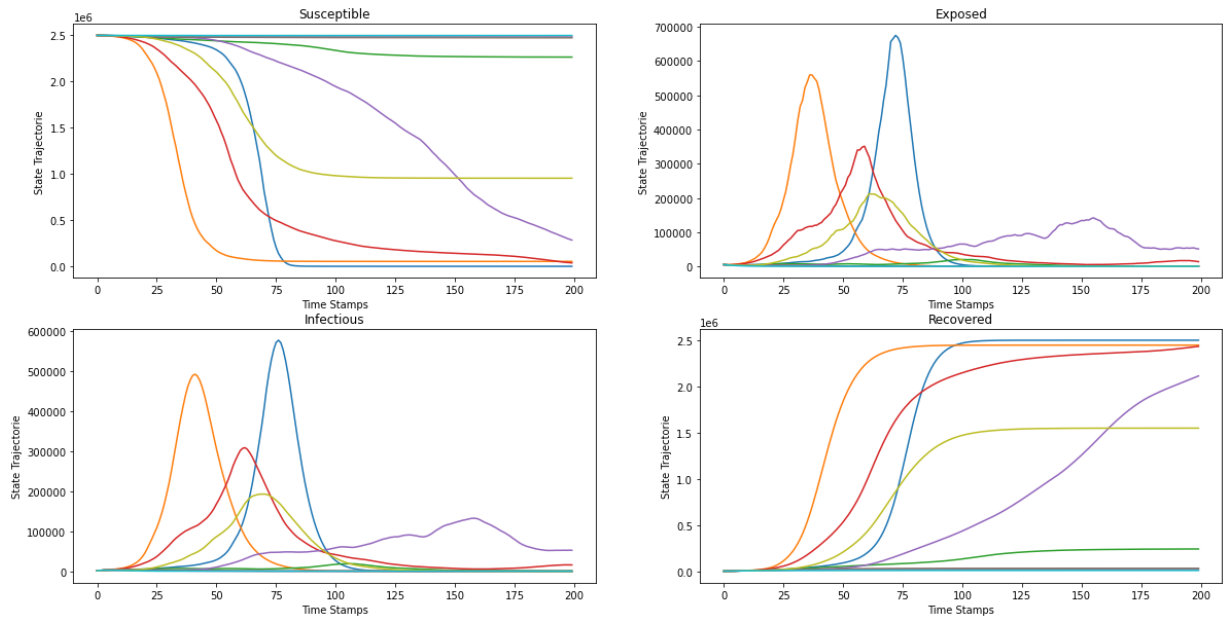 Susceptible
1e6
State Trajectorie
2.5
2.0
1.5
1.0
0.5
0.0
0 25 50 75 100 125 150 175 200
Time Stamps
Exposed
State Trajectorie
700000
600000
500000
400000
300000
200000
100000
0
0 25 50 75 100 125 150 175 200
Time Stamps
Infectious
State Trajectorie
600000
500000
400000
300000
200000
100000
0
0 25 50 75 100 125 150 175 200
Time Stamps
Recovered
1e6
State Trajectorie
2.5
2.0
1.5
1.0
0.5
0.0
0 25 50 75 100 125 150 175 200
Time Stamps